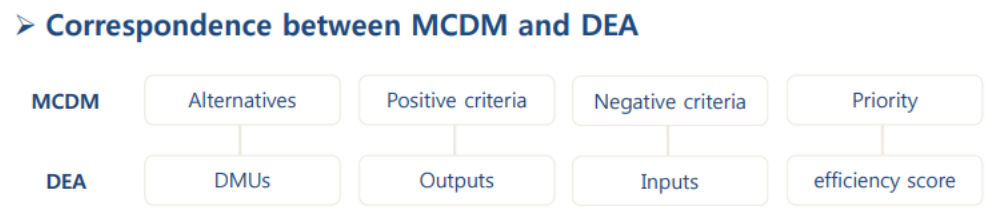 ➢ Correspondence between MCDM and DEA
MCDM Alternatives Positive criteria Negative criteria Priority
DEA DMUs Outputs Inputs efficiency score